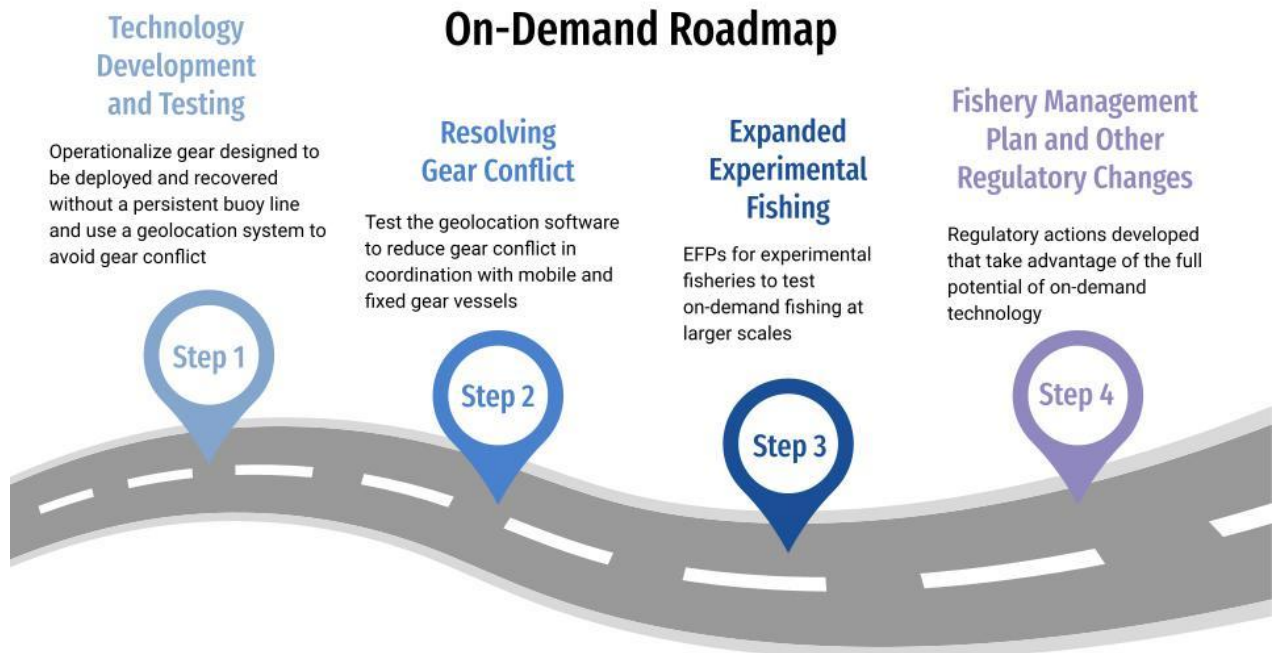 On-Demand Roadmap
Technology
Development
and Testing
Operationalize gear designed to
be deployed and recovered
without a persistent buoy line
and use a geolocation system to
avoid gear conflict
Step 1
Resolving
Gear Conflict
Test the geolocation software
to reduce gear conflict in
coordination with mobile and
fixed gear vessels
Step 2
Expanded
Experimental
Fishing
EFPs for experimental
fisheries to test
on-demand fishing at
larger scales
Step 3
Fishery Management
Plan and Other
Regulatory Changes
Regulatory actions developed
that take advantage of the full
potential of on-demand
technology
Step 4